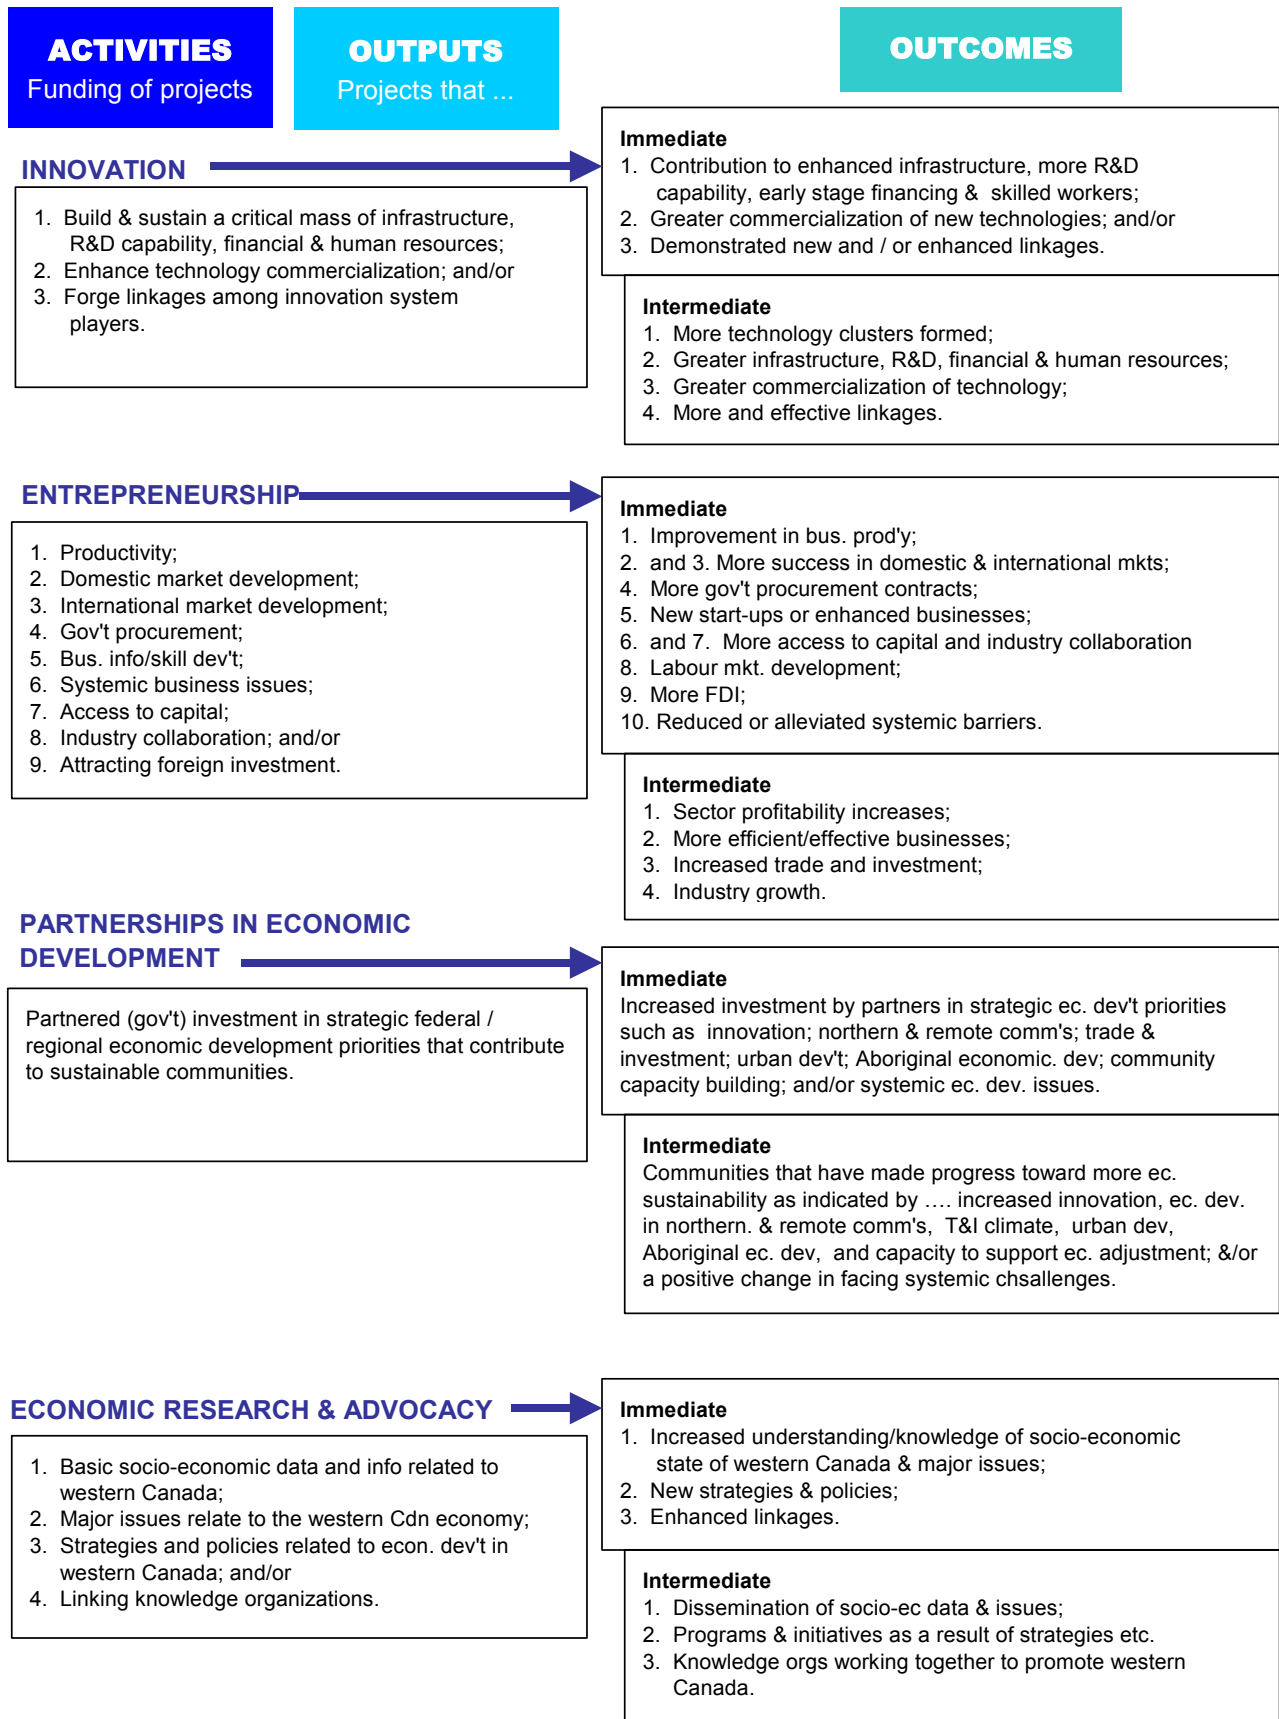 ACTIVITIES
Funding of projects
OUTPUTS
Projects that ...
OUTCOMES
INNOVATION
1. Build & sustain a critical mass of infrastructure,
R&D capability, financial & human resources;
2. Enhance technology commercialization; and/or
3. Forge linkages among innovation system
players.
Immediate
1. Contribution to enhanced infrastructure, more R&D
capability, early stage financing & skilled workers;
2. Greater commercialization of new technologies; and/or
3. Demonstrated new and / or enhanced linkages.
Intermediate
1. More technology clusters formed;
2. Greater infrastructure, R&D, financial & human resources;
3. Greater commercialization of technology;
4. More and effective linkages.
ENTREPRENEURSHIP
1. Productivity;
2. Domestic market development;
3. International market development;
4. Gov't procurement;
5. Bus. info/skill dev't;
6. Systemic business issues;
7. Access to capital;
8. Industry collaboration; and/or
9. Attracting foreign investment.
Immediate
1. Improvement in bus. prod'y;
2. and 3. More success in domestic & international mkts;
4. More gov't procurement contracts;
5. New start-ups or enhanced businesses;
6. and 7. More access to capital and industry collaboration
8. Labour mkt. development;
9. More FDI;
10. Reduced or alleviated systemic barriers.
Intermediate
1. Sector profitability increases;
2. More efficient/effective businesses;
3. Increased trade and investment;
4. Industry growth.
PARTNERSHIPS IN ECONOMIC
DEVELOPMENT
Partnered (gov't) investment in strategic federal /
regional economic development priorities that contribute
to sustainable communities.
Immediate
Increased investment by partners in strategic ec. dev't priorities
such as innovation; northern & remote comm's; trade &
investment; urban dev't; Aboriginal economic. dev; community
capacity building; and/or systemic ec. dev. issues.
Intermediate
Communities that have made progress toward more ec.
sustainability as indicated by .... increased innovation, ec. dev.
in northern. & remote comm's, T&I climate, urban dev,
Aboriginal ec. dev, and capacity to support ec. adjustment; &/or
a positive change in facing systemic chsallenges.
ECONOMIC RESEARCH & ADVOCACY
1. Basic socio-economic data and info related to
western Canada;
2. Major issues relate to the western Cdn economy;
3. Strategies and policies related to econ. dev't in
western Canada; and/or
4. Linking knowledge organizations.
Immediate
1. Increased understanding/knowledge of socio-economic
state of western Canada & major issues;
2. New strategies & policies;
3. Enhanced linkages.
Intermediate
1. Dissemination of socio-ec data & issues;
2. Programs & initiatives as a result of strategies etc.
3. Knowledge orgs working together to promote western
Canada.